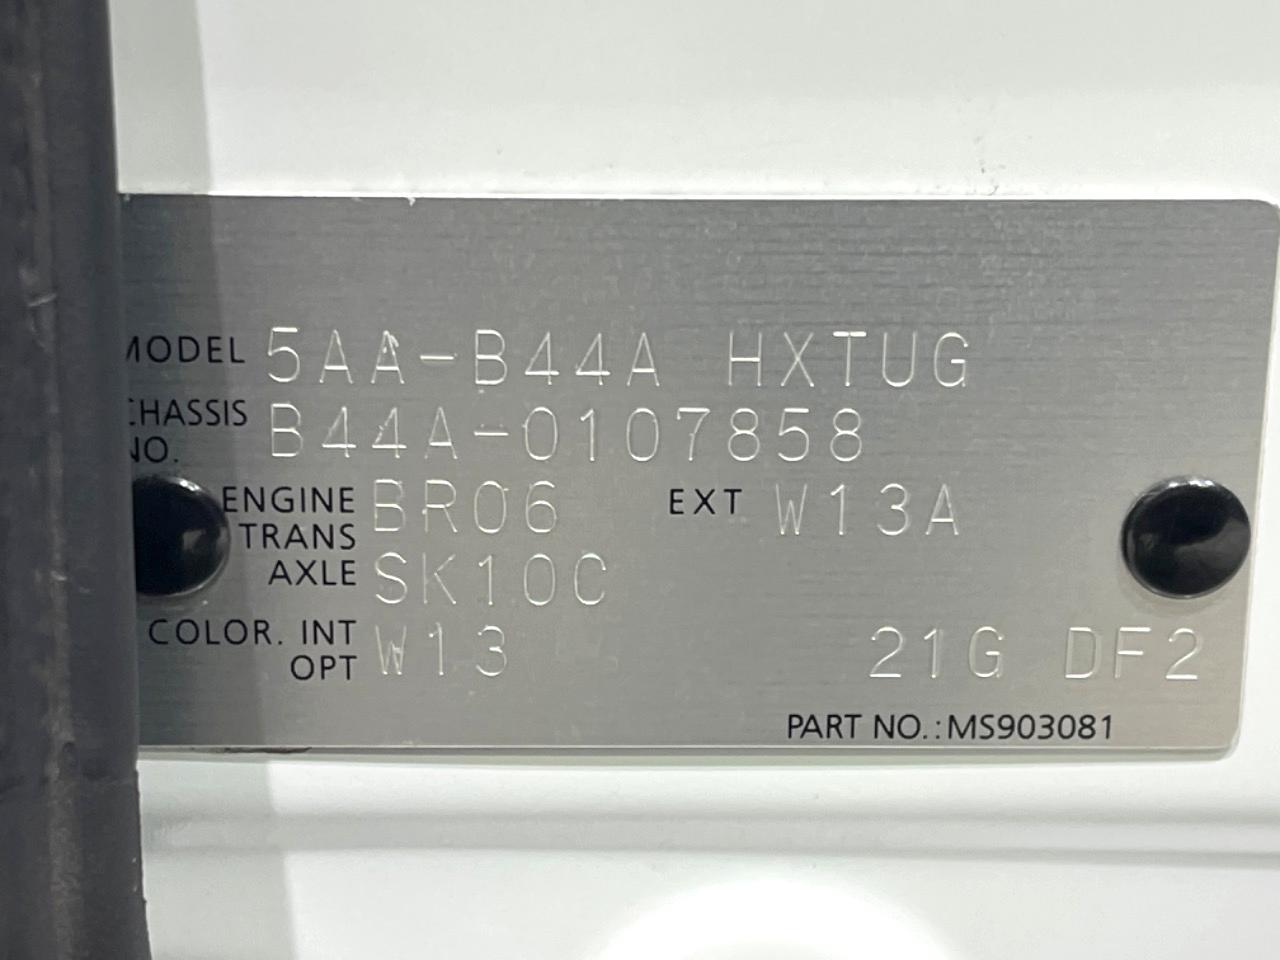 MODEL 5AA-B44A HXTUG
CHASSIS NO. B44A-0107858
ENGINE BR06 EXT W13A
TRANS AXLE SK10C
COLOR. INT OPT W13 21G DF2
PART NO.:MS903081